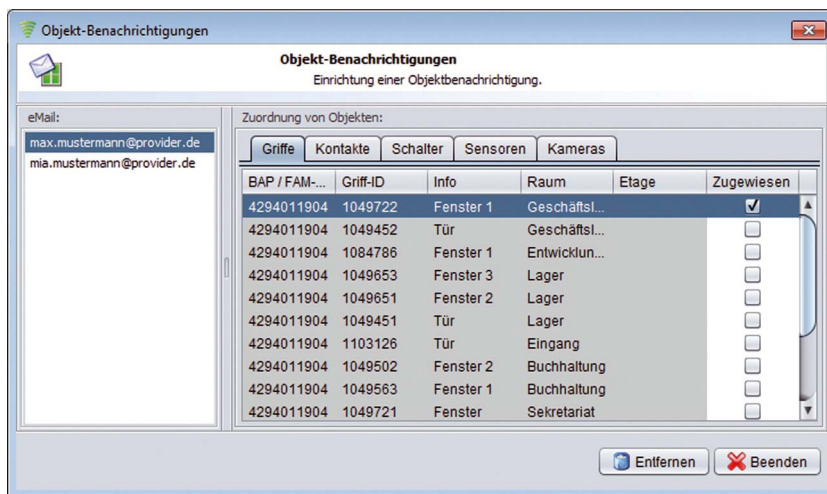 Objekt-Benachrichtigungen
Objekt-Benachrichtigungen
Einrichtung einer Objektbenachrichtigung.
eMail:
max.mustermann@provider.de
mia.mustermann@provider.de
Zuordnung von Objekten:
Griffe Kontakte Schalter Sensoren Kameras
BAP / FAM-... Griff-ID Info Raum Etage Zugewiesen
4294011904 1049722 Fenster 1 Geschäftsl...
4294011904 1049452 Tür Geschäftsl...
4294011904 1084786 Fenster 1 Entwicklun...
4294011904 1049653 Fenster 3 Lager
4294011904 1049651 Fenster 2 Lager
4294011904 1049451 Tür Lager
4294011904 1103126 Tür Eingang
4294011904 1049502 Fenster 2 Buchhaltung
4294011904 1049563 Fenster 1 Buchhaltung
4294011904 1049721 Fenster Sekretariat
Entfernen Beenden